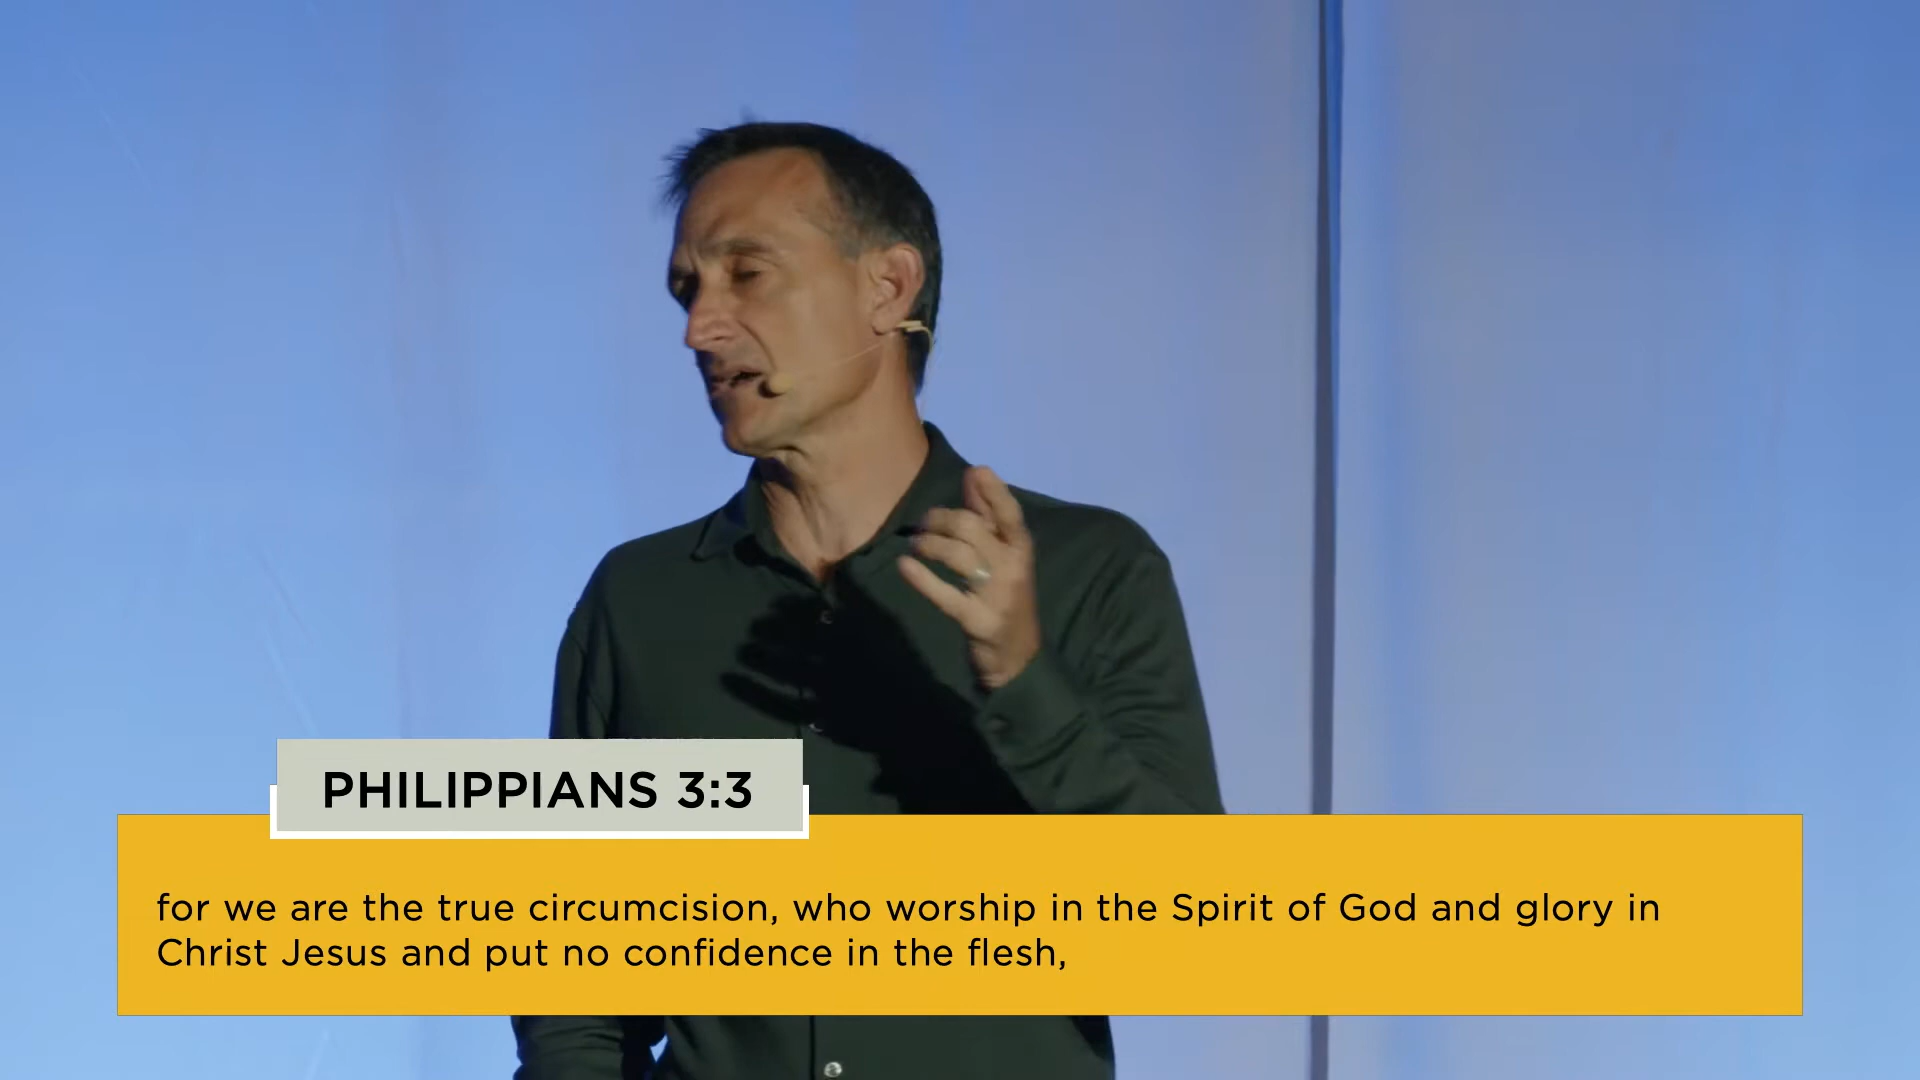 PHILIPPIANS 3:3
for we are the true circumcision, who worship in the Spirit of God and glory in
Christ Jesus and put no confidence in the flesh,